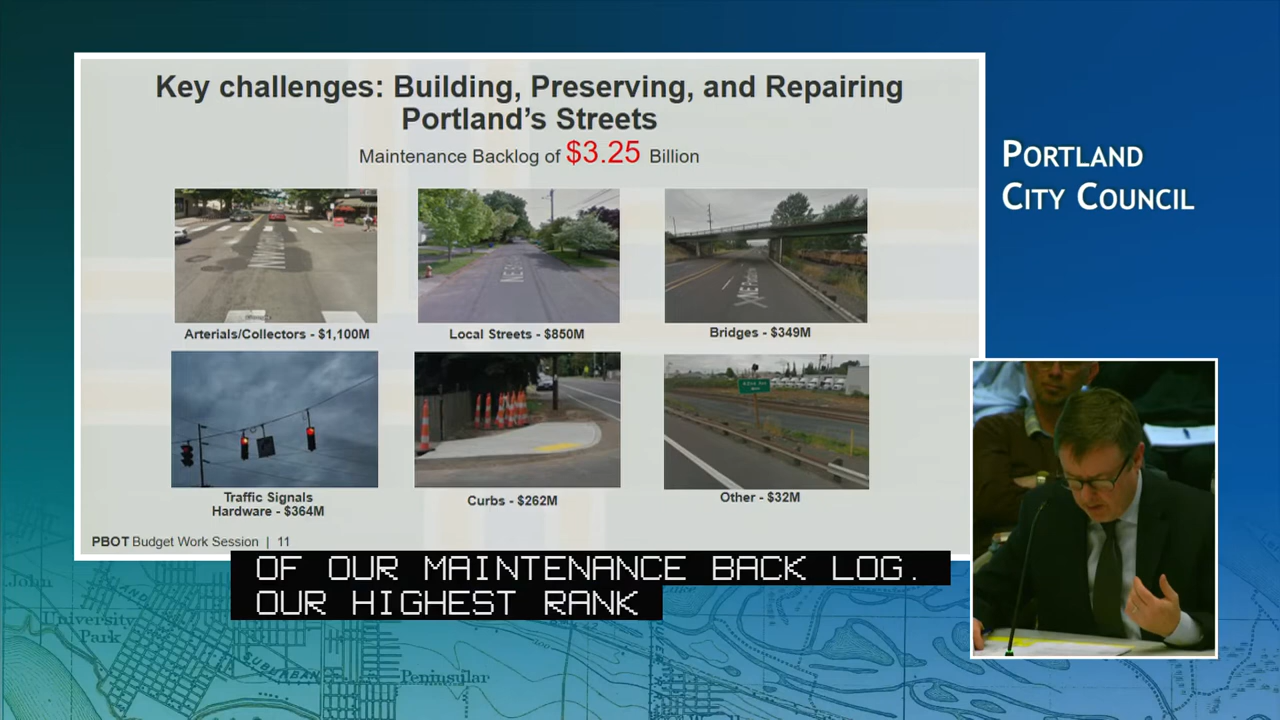 Key challenges: Building, Preserving, and Repairing
Portland's Streets
Maintenance Backlog of $3.25 Billion
Arterials/Collectors - $1,100M
Local Streets - $850M
Bridges - $349M
Traffic Signals
Hardware - $364M
Curbs - $262M
Other - $32M
PBOT Budget Work Session | 11
PORTLAND
CITY COUNCIL
OF OUR MAINTENANCE BACK LOG.
OUR HIGHEST RANK
John
University
Park
SUBURBAN
Peninsular